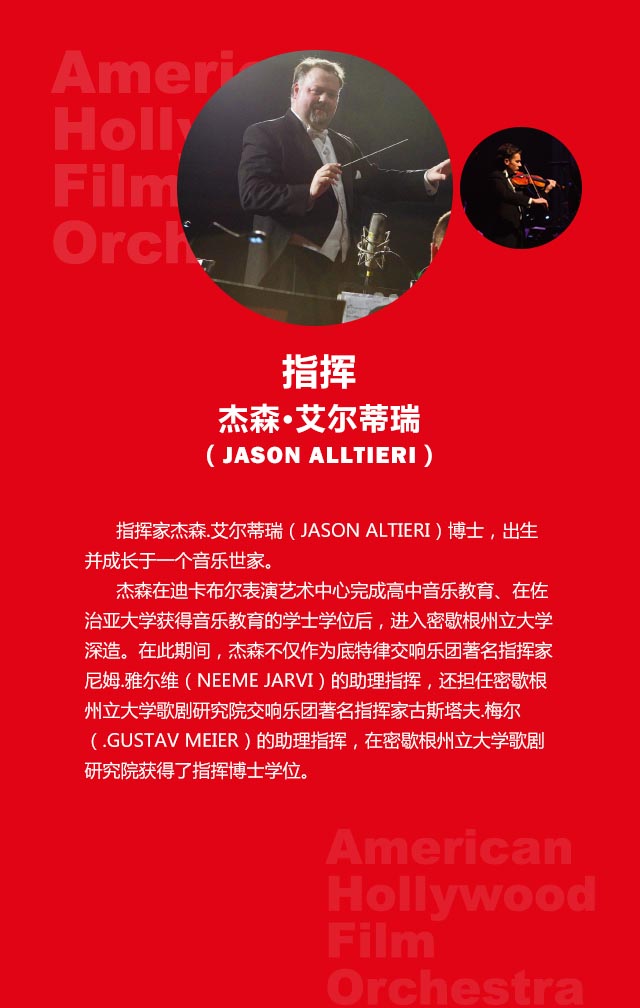 American
Hollyw
Film
Orche
指挥
杰森•艾尔蒂瑞
（JASON ALLTIERI）
指挥家杰森.艾尔蒂瑞（JASON ALTIERI）博士，出生
并成长于一个音乐世家。
杰森在迪卡布尔表演艺术中心完成高中音乐教育、在佐
治亚大学获得音乐教育的学士学位后，进入密歇根州立大学
深造。在此期间，杰森不仅作为底特律交响乐团著名指挥家
尼姆.雅尔维（NEEME JARVI）的助理指挥，还担任密歇根
州立大学歌剧研究院交响乐团著名指挥家古斯塔夫.梅尔
（.GUSTAV MEIER）的助理指挥，在密歇根州立大学歌剧
研究院获得了指挥博士学位。
American
Hollywood
Film
Orchestra